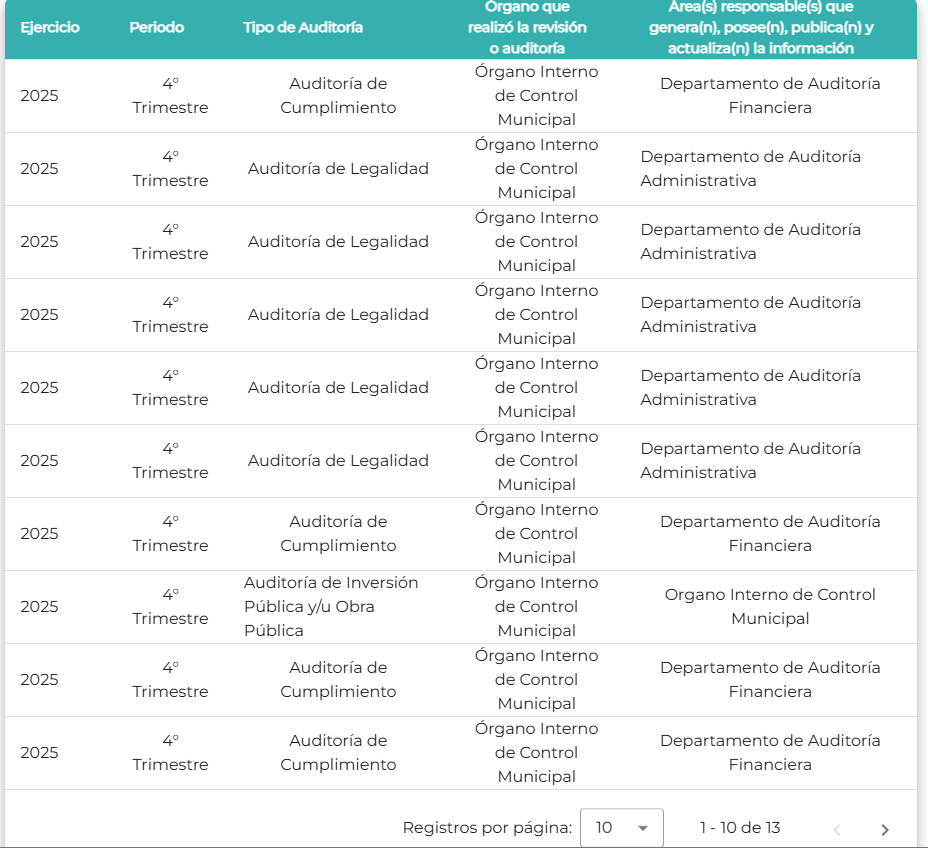 Ejercicio
Periodo
Tipo de Auditoría
Órgano que
realizó la revisión
o auditoría
Área(s) responsable(s) que
genera(n), posee(n), publica(n) y
actualiza(n) la información
2025
4°
Trimestre
Auditoría de
Cumplimiento
Órgano Interno
de Control
Municipal
Departamento de Auditoría
Financiera
2025
4°
Trimestre
Auditoría de Legalidad
Órgano Interno
de Control
Municipal
Departamento de Auditoría
Administrativa
2025
4°
Trimestre
Auditoría de Legalidad
Órgano Interno
de Control
Municipal
Departamento de Auditoría
Administrativa
2025
4°
Trimestre
Auditoría de Legalidad
Órgano Interno
de Control
Municipal
Departamento de Auditoría
Administrativa
2025
4°
Trimestre
Auditoría de Legalidad
Órgano Interno
de Control
Municipal
Departamento de Auditoría
Administrativa
2025
4°
Trimestre
Auditoría de Legalidad
Órgano Interno
de Control
Municipal
Departamento de Auditoría
Administrativa
2025
4°
Trimestre
Auditoría de
Cumplimiento
Órgano Interno
de Control
Municipal
Departamento de Auditoría
Financiera
2025
4°
Trimestre
Auditoría de Inversión
Pública y/u Obra
Pública
Órgano Interno
de Control
Municipal
Organo Interno de Control
Municipal
2025
4°
Trimestre
Auditoría de
Cumplimiento
Órgano Interno
de Control
Municipal
Departamento de Auditoría
Financiera
2025
4°
Trimestre
Auditoría de
Cumplimiento
Órgano Interno
de Control
Municipal
Departamento de Auditoría
Financiera
Registros por página: 10 1 - 10 de 13